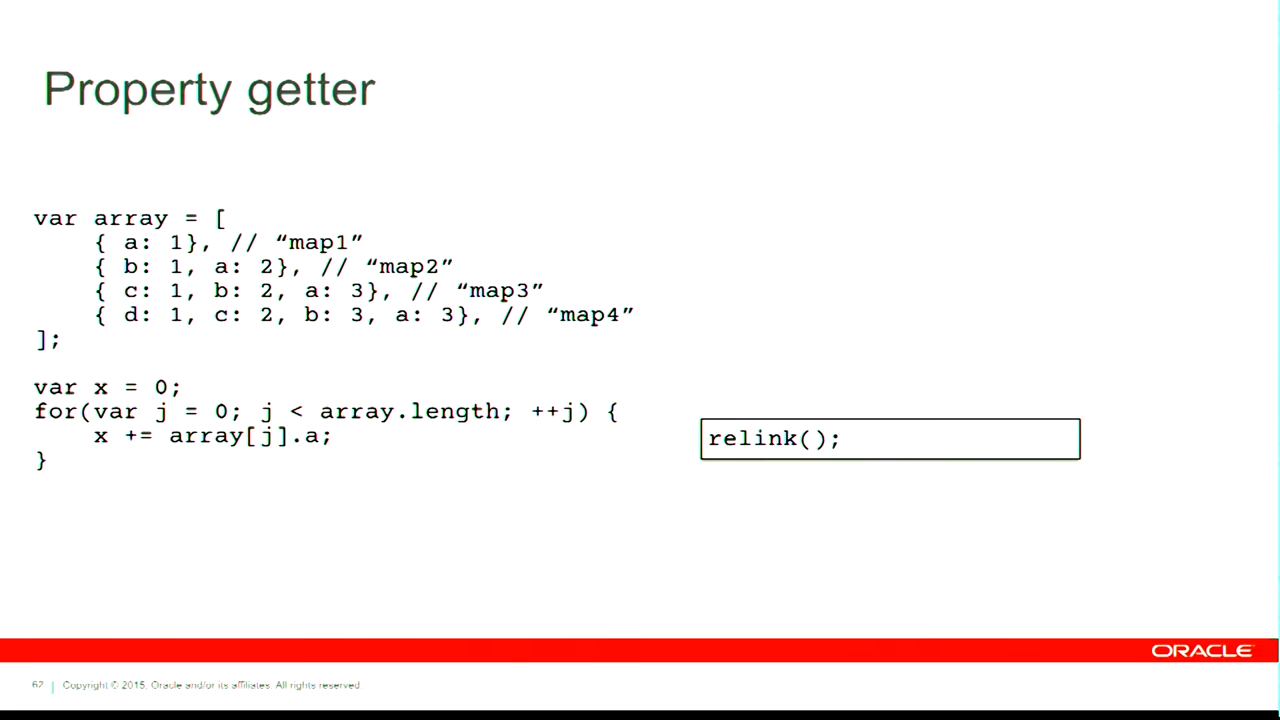 Property getter
var array = [
    { a: 1}, // “map1”
    { b: 1, a: 2}, // “map2”
    { c: 1, b: 2, a: 3}, // “map3”
    { d: 1, c: 2, b: 3, a: 3}, // “map4”
];
var x = 0;
for(var j = 0; j < array.length; ++j) {
    x += array[j].a;
}
relink();
ORACLE
62 | Copyright © 2015, Oracle and/or its affiliates. All rights reserved